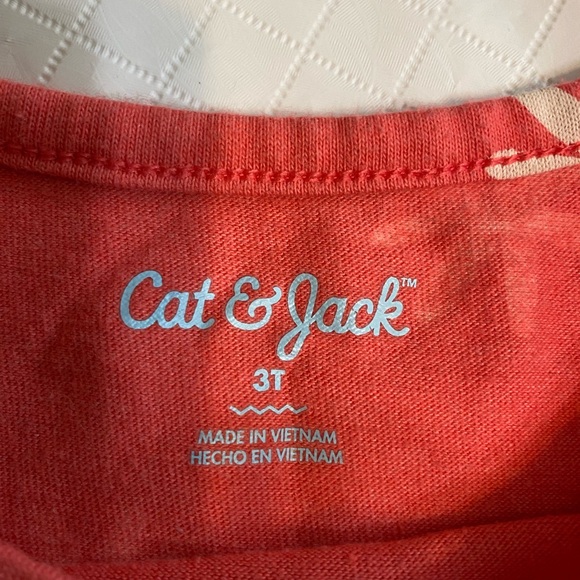 Cat & Jack™
3T
MADE IN VIETNAM
HECHO EN VIETNAM